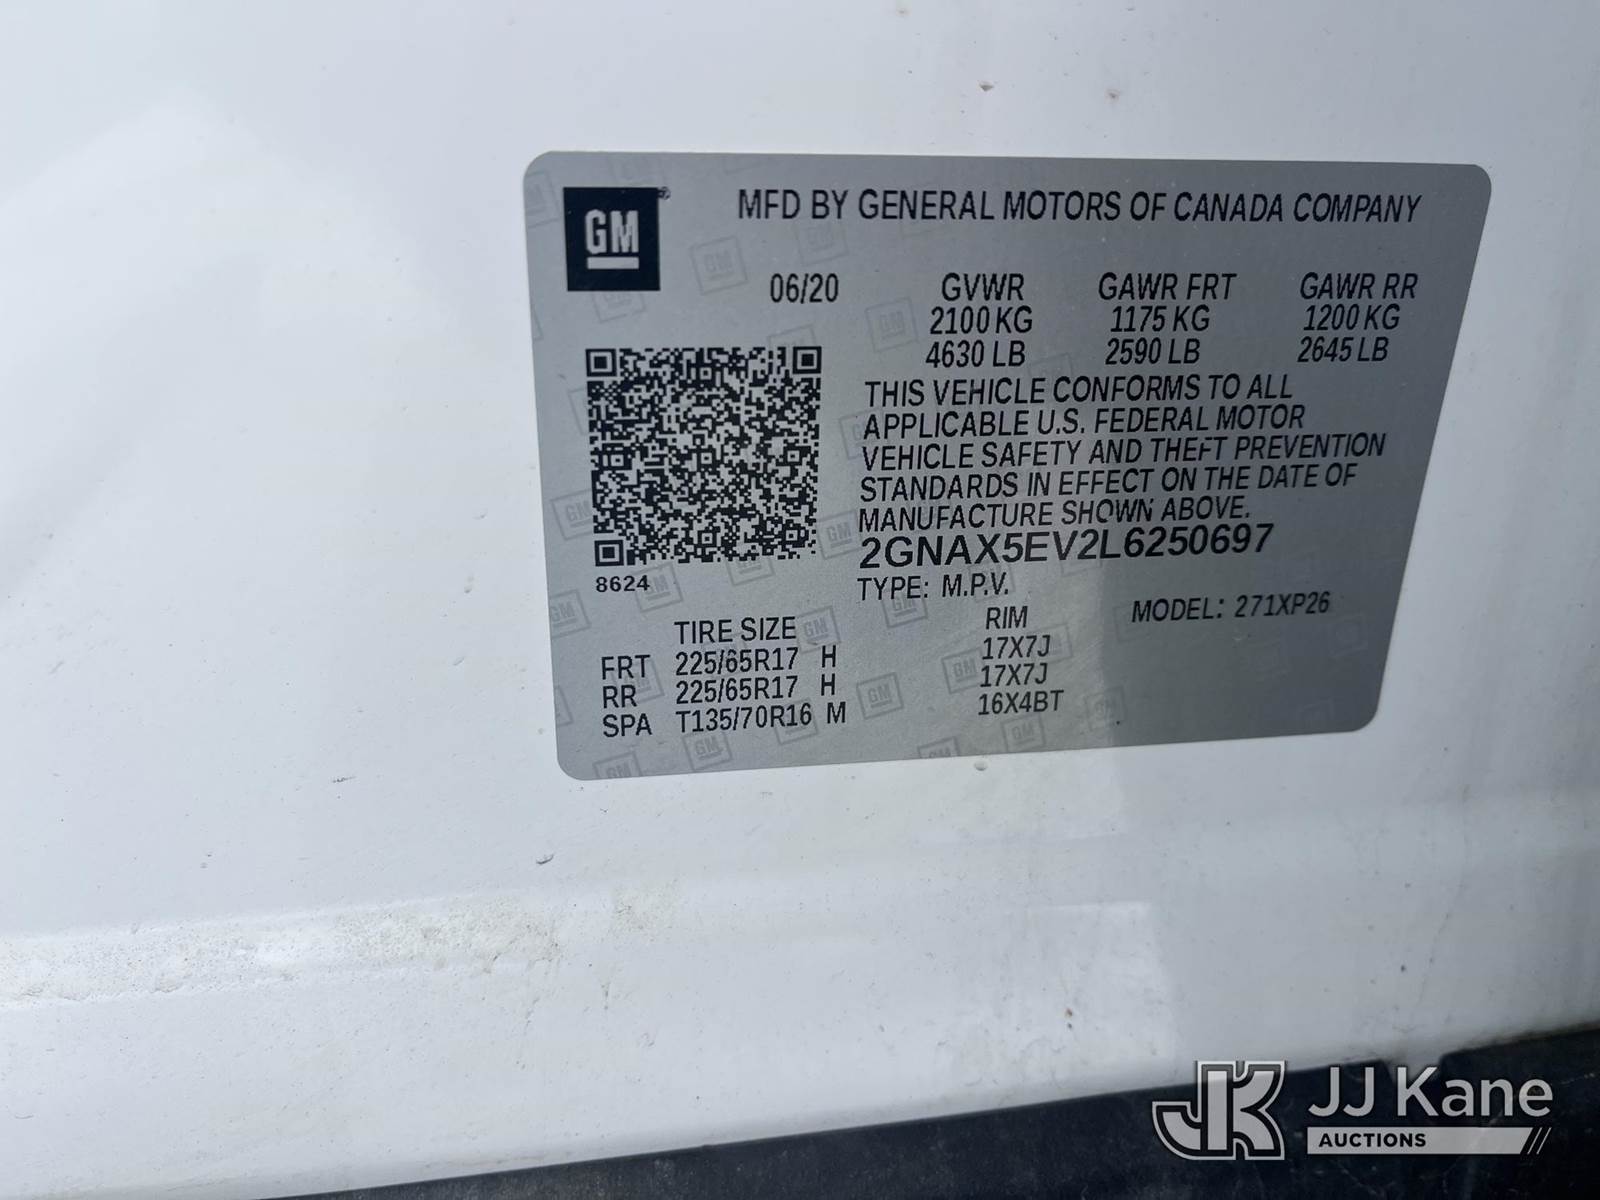 GM®
MFD BY GENERAL MOTORS OF CANADA COMPANY
06/20 GVWR GAWR FRT GAWR RR
2100 KG 1175 KG 1200 KG
4630 LB 2590 LB 2645 LB
THIS VEHICLE CONFORMS TO ALL
APPLICABLE U.S. FEDERAL MOTOR
VEHICLE SAFETY AND THEFT PREVENTION
STANDARDS IN EFFECT ON THE DATE OF
MANUFACTURE SHOWN ABOVE.
2GNAX5EV2L6250697
8624
TYPE: M.P.V.
MODEL: 271XP26
TIRE SIZE RIM
FRT 225/65R17 H 17X7J
RR 225/65R17 H 17X7J
SPA T135/70R16 M 16X4BT
JK JJ Kane
AUCTIONS